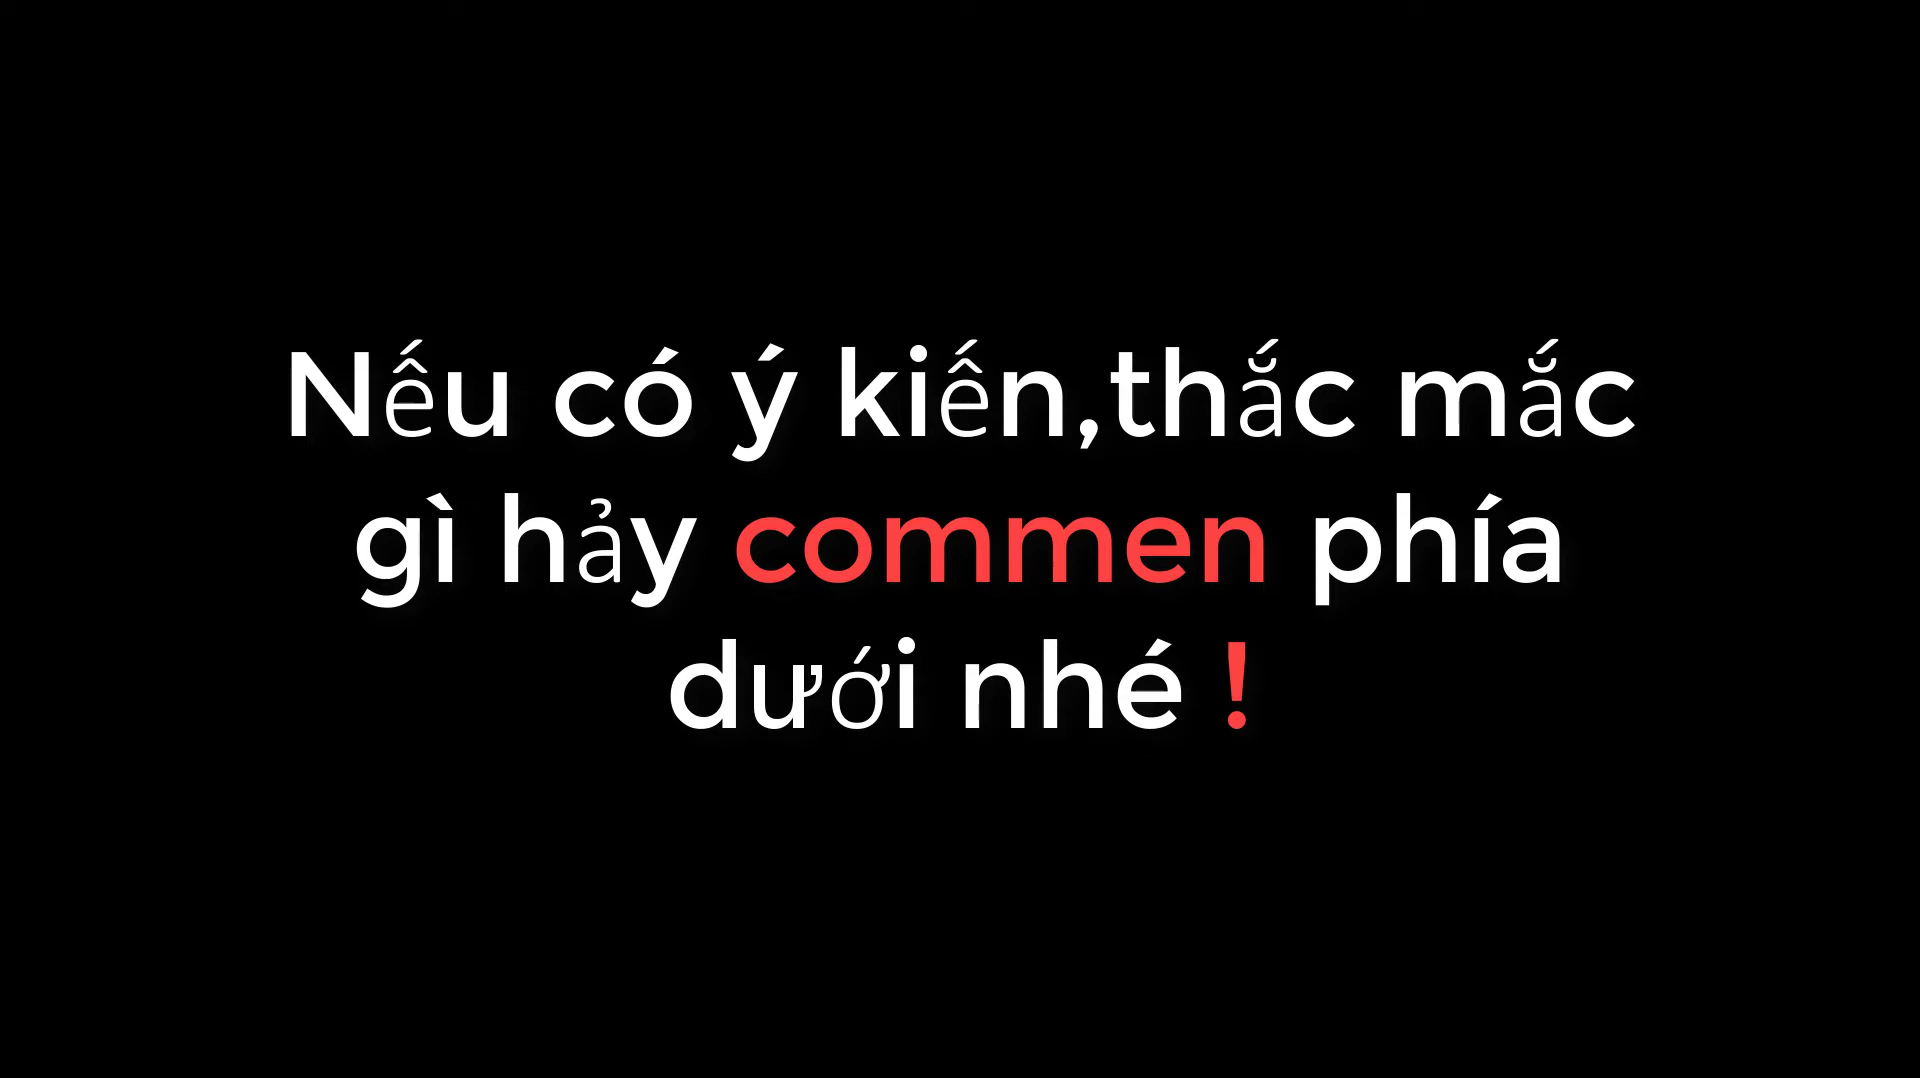 Nếu có ý kiến,thắc mắc
gì hảy commen phía
dưới nhé !